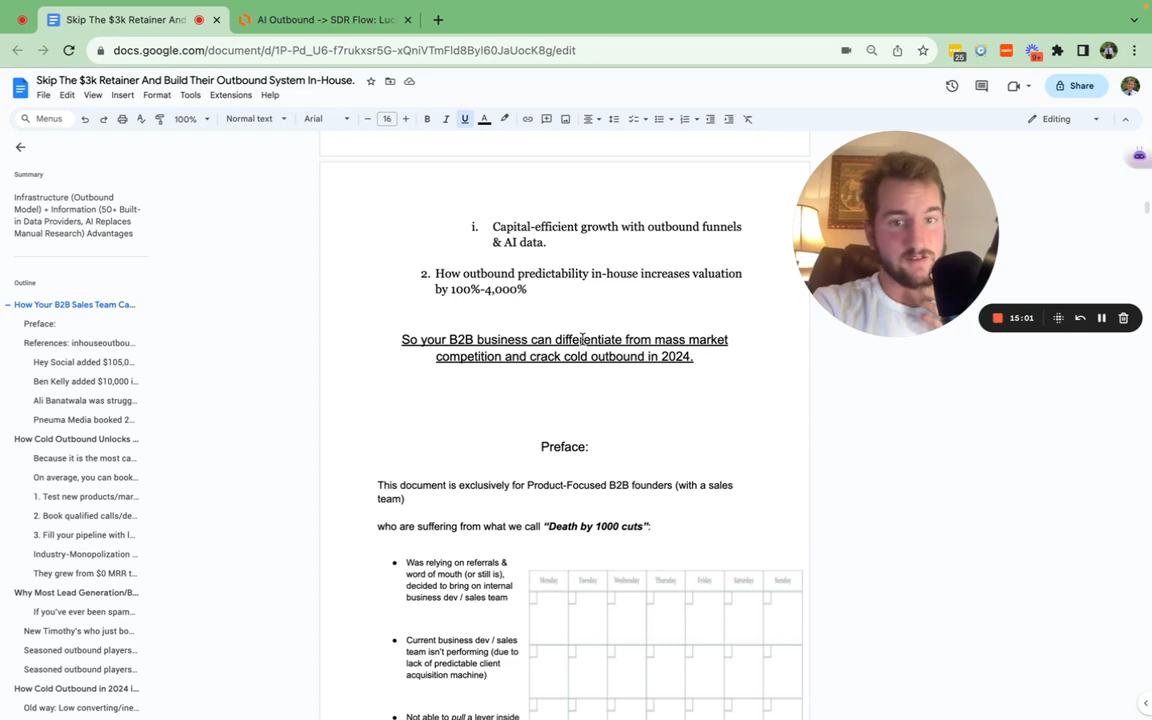 Skip The $3k Retainer And
AI Outbound -> SDR Flow: Luc
docs.google.com/document/d/1P-Pd_U6-f7rukxsr5G-xQniVTmFld8Byl60JaUocK8g/edit
25
9+
Skip The $3k Retainer And Build Their Outbound System In-House.
File Edit View Insert Format Tools Extensions Help
Share
Menus
100%
Normal text
Arial
16
B I U A
Editing
Summary
Infrastructure (Outbound
Model) + Information (50+ Built-
in Data Providers, AI Replaces
Manual Research) Advantages
Outline
How Your B2B Sales Team Ca...
Preface:
References: inhouseoutbou...
Hey Social added $105,0...
Ben Kelly added $10,000 i...
Ali Banatwala was strugg...
Pneuma Media booked 2...
How Cold Outbound Unlocks ...
Because it is the most ca...
On average, you can book...
1. Test new products/mar...
2. Book qualified calls/de...
3. Fill your pipeline with l...
Industry-Monopolization ...
They grew from $0 MRR t...
Why Most Lead Generation/B...
If you've ever been spam...
New Timothy's who just bo...
Seasoned outbound players...
Seasoned outbound players...
How Cold Outbound in 2024 i...
Old way: Low converting/ine...
i. Capital-efficient growth with outbound funnels
& AI data.
2. How outbound predictability in-house increases valuation
by 100%-4,000%
So your B2B business can differentiate from mass market
competition and crack cold outbound in 2024.
Preface:
This document is exclusively for Product-Focused B2B founders (with a sales
team)
who are suffering from what we call "Death by 1000 cuts":
Was relying on referrals &
word of mouth (or still is),
decided to bring on internal
business dev / sales team
Current business dev / sales
team isn't performing (due to
lack of predictable client
acquisition machine)
Not able to pull a lever inside
Monday Tuesday Wednesday Thursday Friday Saturday Sunday
15:01